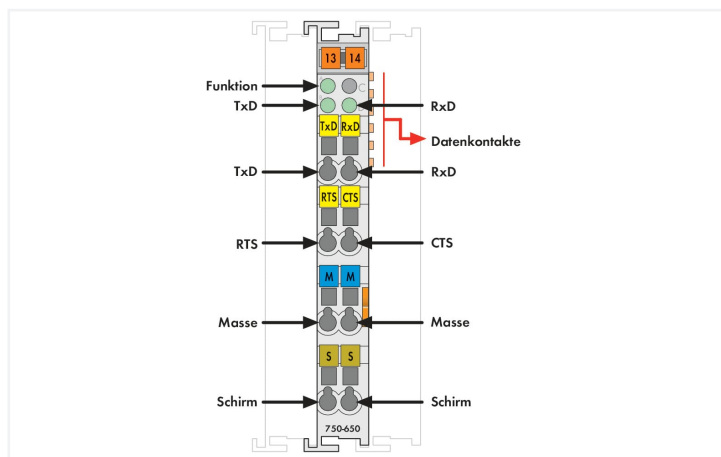 13 14
Funktion
TxD RxD
TxD RxD
Datenkontakte
TxD RxD
RTS CTS
RTS CTS
M M
Masse Masse
S S
Schirm Schirm
750-650